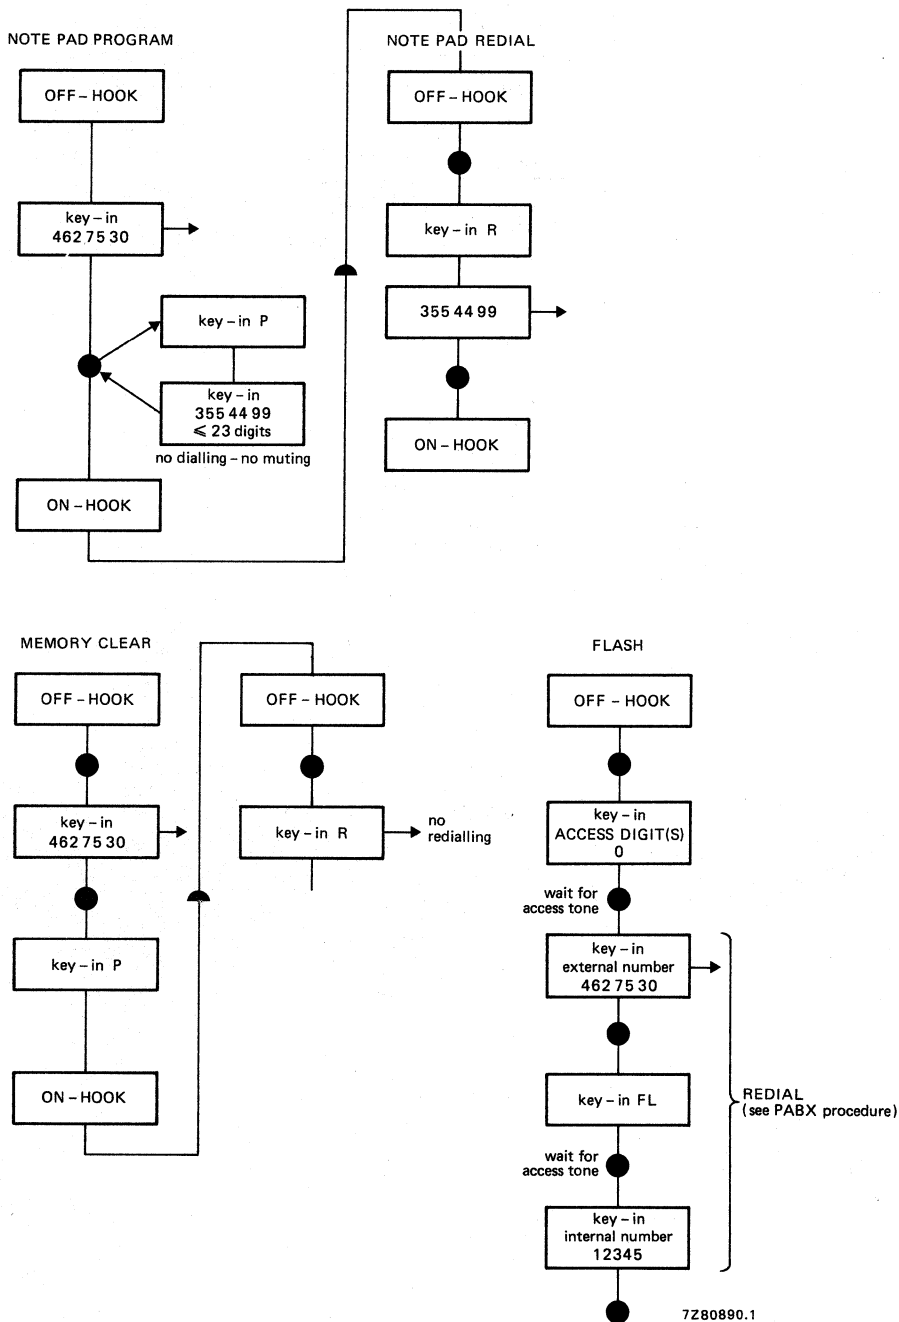 NOTE PAD PROGRAM
OFF – HOOK
key – in
462 75 30
key – in P
key – in
355 44 99
⩽ 23 digits
no dialling – no muting
ON – HOOK
NOTE PAD REDIAL
OFF – HOOK
key – in R
355 44 99
ON – HOOK
MEMORY CLEAR
OFF – HOOK
key – in
462 75 30
key – in P
ON – HOOK
OFF – HOOK
key – in R
no
redialling
FLASH
OFF – HOOK
key – in
ACCESS DIGIT(S)
0
wait for
access tone
key – in
external number
462 75 30
key – in FL
wait for
access tone
key – in
internal number
12345
REDIAL
(see PABX procedure)
7Z80890.1